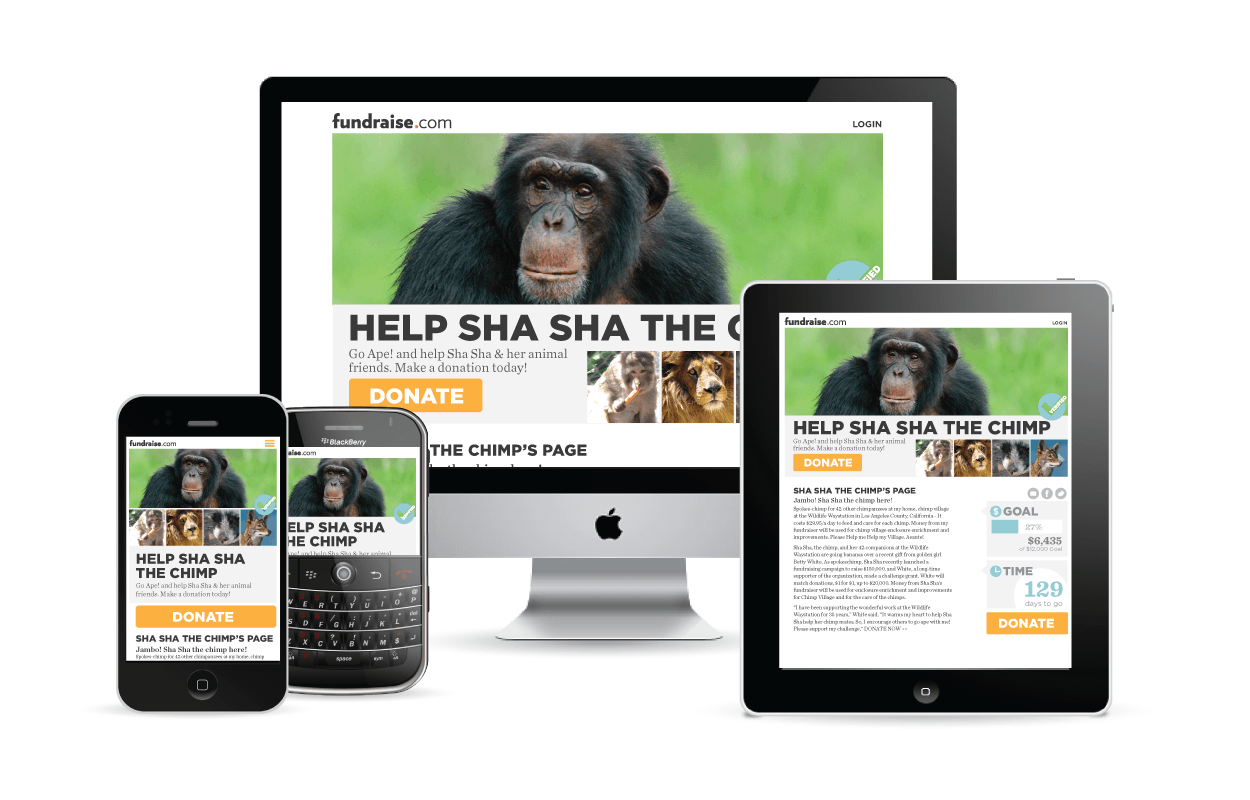 fundraise.com
LOGIN
HELP SHA SHA THE
Go Ape! and help Sha Sha & her animal
friends. Make a donation today!
DONATE
THE CHIMP'S PAGE
fundraise.com
HELP SHA SHA
THE CHIMP
Go Ape! and help Sha Sha & her animal
friends. Make a donation today!
DONATE
SHA SHA THE CHIMP'S PAGE
Jambo! Sha Sha the chimp here!
Spokes-chimp for 42 other chimpanzees at my home, chimp
BlackBerry
.com
HELP SHA SHA
THE CHIMP
Go Ape! and help Sha Sha & her animal
space
sym
fundraise.com
LOGIN
VERIFIED
HELP SHA SHA THE CHIMP
Go Ape! and help Sha Sha & her animal
friends. Make a donation today!
DONATE
SHA SHA THE CHIMP'S PAGE
Jambo! Sha Sha the chimp here!
Spokes-chimp for 42 other chimpanzees at my home, chimp village
at the Wildlife Waystation in Los Angeles County, California - It
costs $29.95/a day to feed and care for each chimp. Money from my
fundraiser will be used for chimp village enclosure enrichment and
improvements. Please Help me Help my Village, Asante!
Sha Sha, the chimp, and her 42 companions at the Wildlife
Waystation are going bananas over a recent gift from golden girl
Betty White. As spokeschimp, Sha Sha recently launched a
fundraising campaign to raise $150,000, and White, a long-time
supporter of the organization, made a challenge grant. White will
match donations, $1 for $1, up to $20,000. Money from Sha Sha's
fundraiser will be used for enclosure enrichment and improvements
for Chimp Village and for the care of the chimps.
"I have been supporting the wonderful work at the Wildlife
Waystation for 35 years," White said. "It warms my heart to help Sha
Sha help her chimp mates. So, I encourage others to go ape with me!
Please support my challenge." DONATE NOW >>
$ GOAL
27%
$6,435
of $12,000 Goal
TIME
129
days to go
DONATE